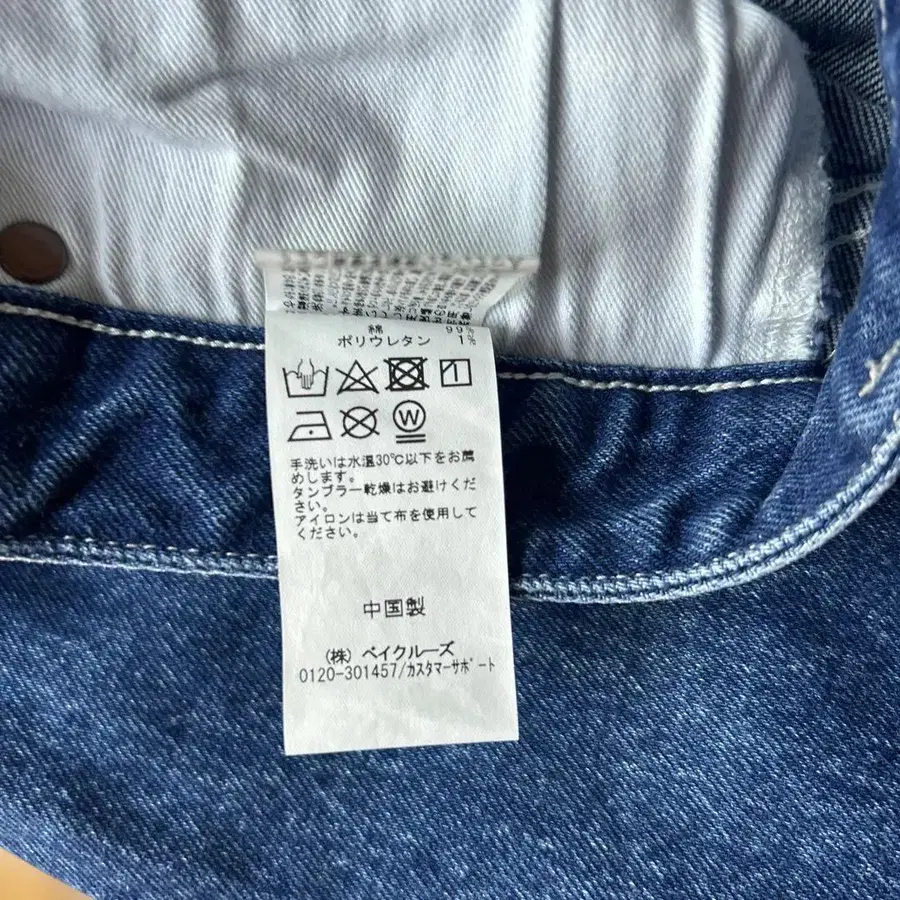 綿 99%
ポリウレタン 1%
W
手洗いは水温30℃以下をお薦
めします。
タンブラー乾燥はお避けくだ
さい。
アイロンは当て布を使用して
ください。
中国製
(株) ベイクルーズ
0120-301457/カスタマーサポート